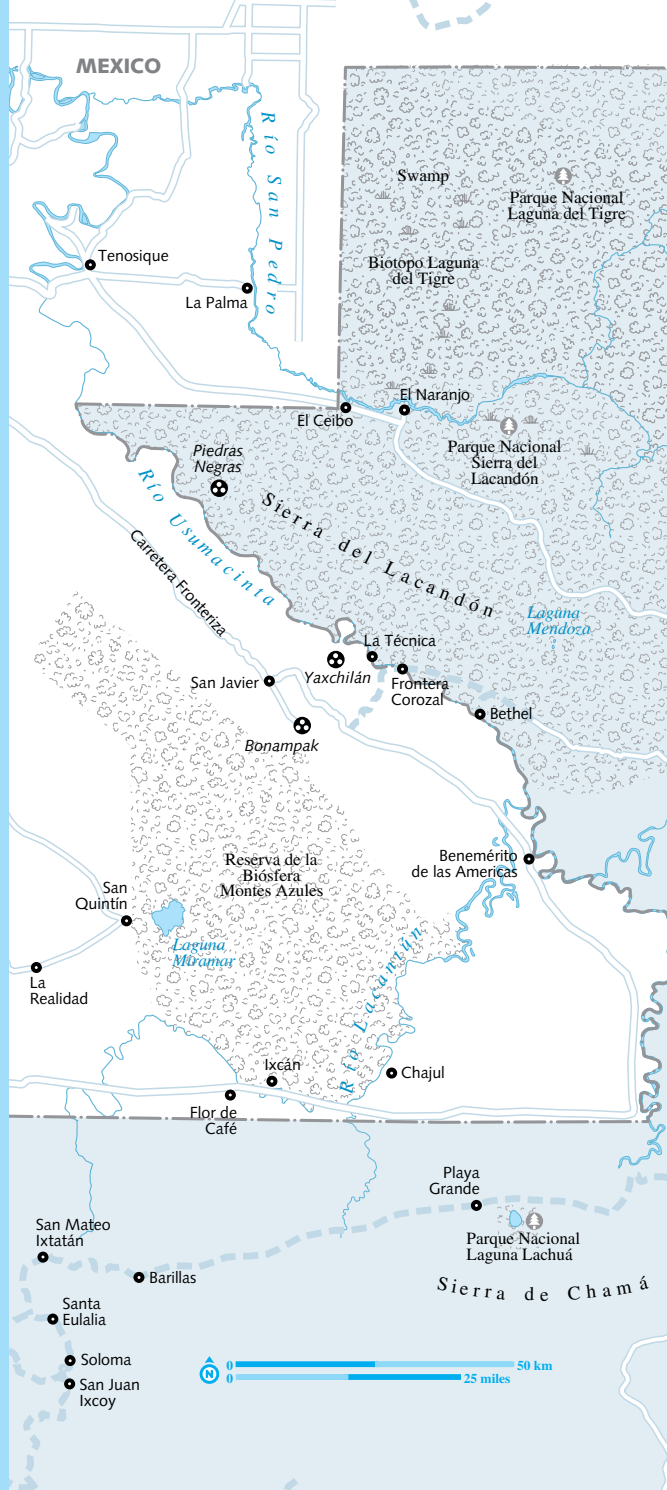 MEXICO
Río San Pedro
Swamp
Parque Nacional
Laguna del Tigre
Tenosique
Biotopo Laguna
del Tigre
La Palma
El Naranjo
El Ceibo
Parque Nacional
Sierra del
Lacandón
Piedras
Negras
Río Usumacinta
Sierra del Lacandón
Carretera Fronteriza
Laguna
Mendoza
La Técnica
San Javier
Yaxchilán
Frontera
Corozal
Bethel
Bonampak
Benemérito
de las Americas
Reserva de la
Biósfera
Montes Azules
San
Quintín
Laguna
Miramar
Río Lacantún
La
Realidad
Ixcán
Chajul
Flor de
Café
Playa
Grande
San Mateo
Ixtatán
Parque Nacional
Laguna Lachuá
Barillas
Sierra de Chamá
Santa
Eulalia
Soloma
San Juan
Ixcoy
N
0 50 km
0 25 miles